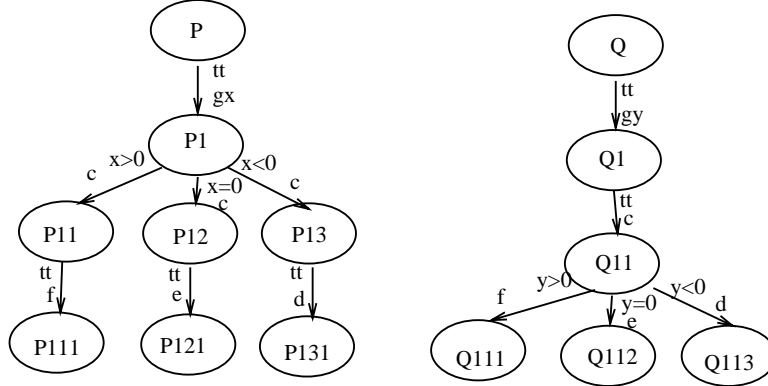 P
tt
gx
P1
x>0
x<0
c
x=0
c
c
P11
P12
P13
tt
f
tt
e
tt
d
P111
P121
P131
Q
tt
gy
Q1
tt
c
Q11
y>0
y<0
f
y=0
e
d
Q111
Q112
Q113